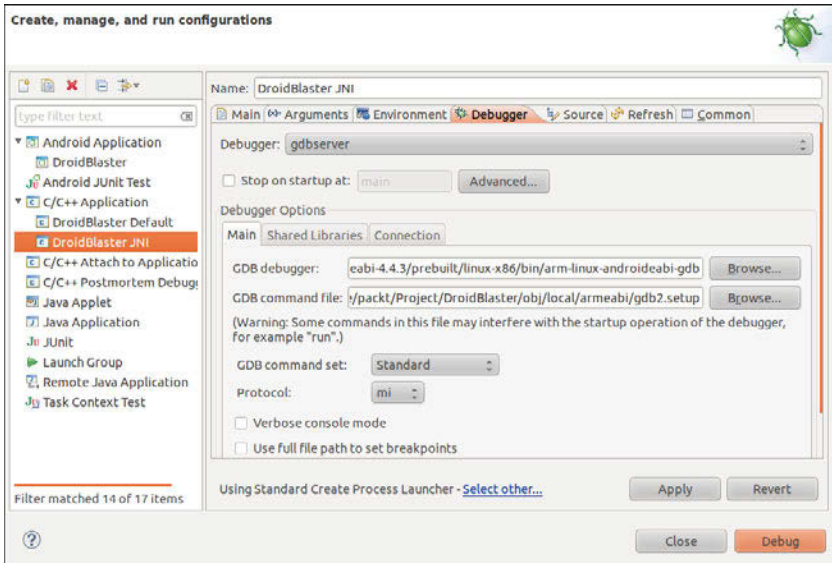 Create, manage, and run configurations
Name: DroidBlaster JNI
type filter text
Android Application
DroidBlaster
Android JUnit Test
C/C++ Application
DroidBlaster Default
DroidBlaster JNI
C/C++ Attach to Applicatio
C/C++ Postmortem Debug
Java Applet
Java Application
JUnit
Launch Group
Remote Java Application
Task Context Test
Filter matched 14 of 17 items
Main Arguments Environment Debugger Source Refresh Common
Debugger: gdbserver
Stop on startup at: main Advanced...
Debugger Options
Main Shared Libraries Connection
GDB debugger: eabi-4.4.3/prebuilt/linux-x86/bin/arm-linux-androideabi-gdb Browse...
GDB command file: /packt/Project/DroidBlaster/obj/local/armeabi/gdb2.setup Browse...
(Warning: Some commands in this file may interfere with the startup operation of the debugger,
for example "run".)
GDB command set: Standard
Protocol: mi
Verbose console mode
Use full file path to set breakpoints
Using Standard Create Process Launcher - Select other...
Apply Revert
Close Debug